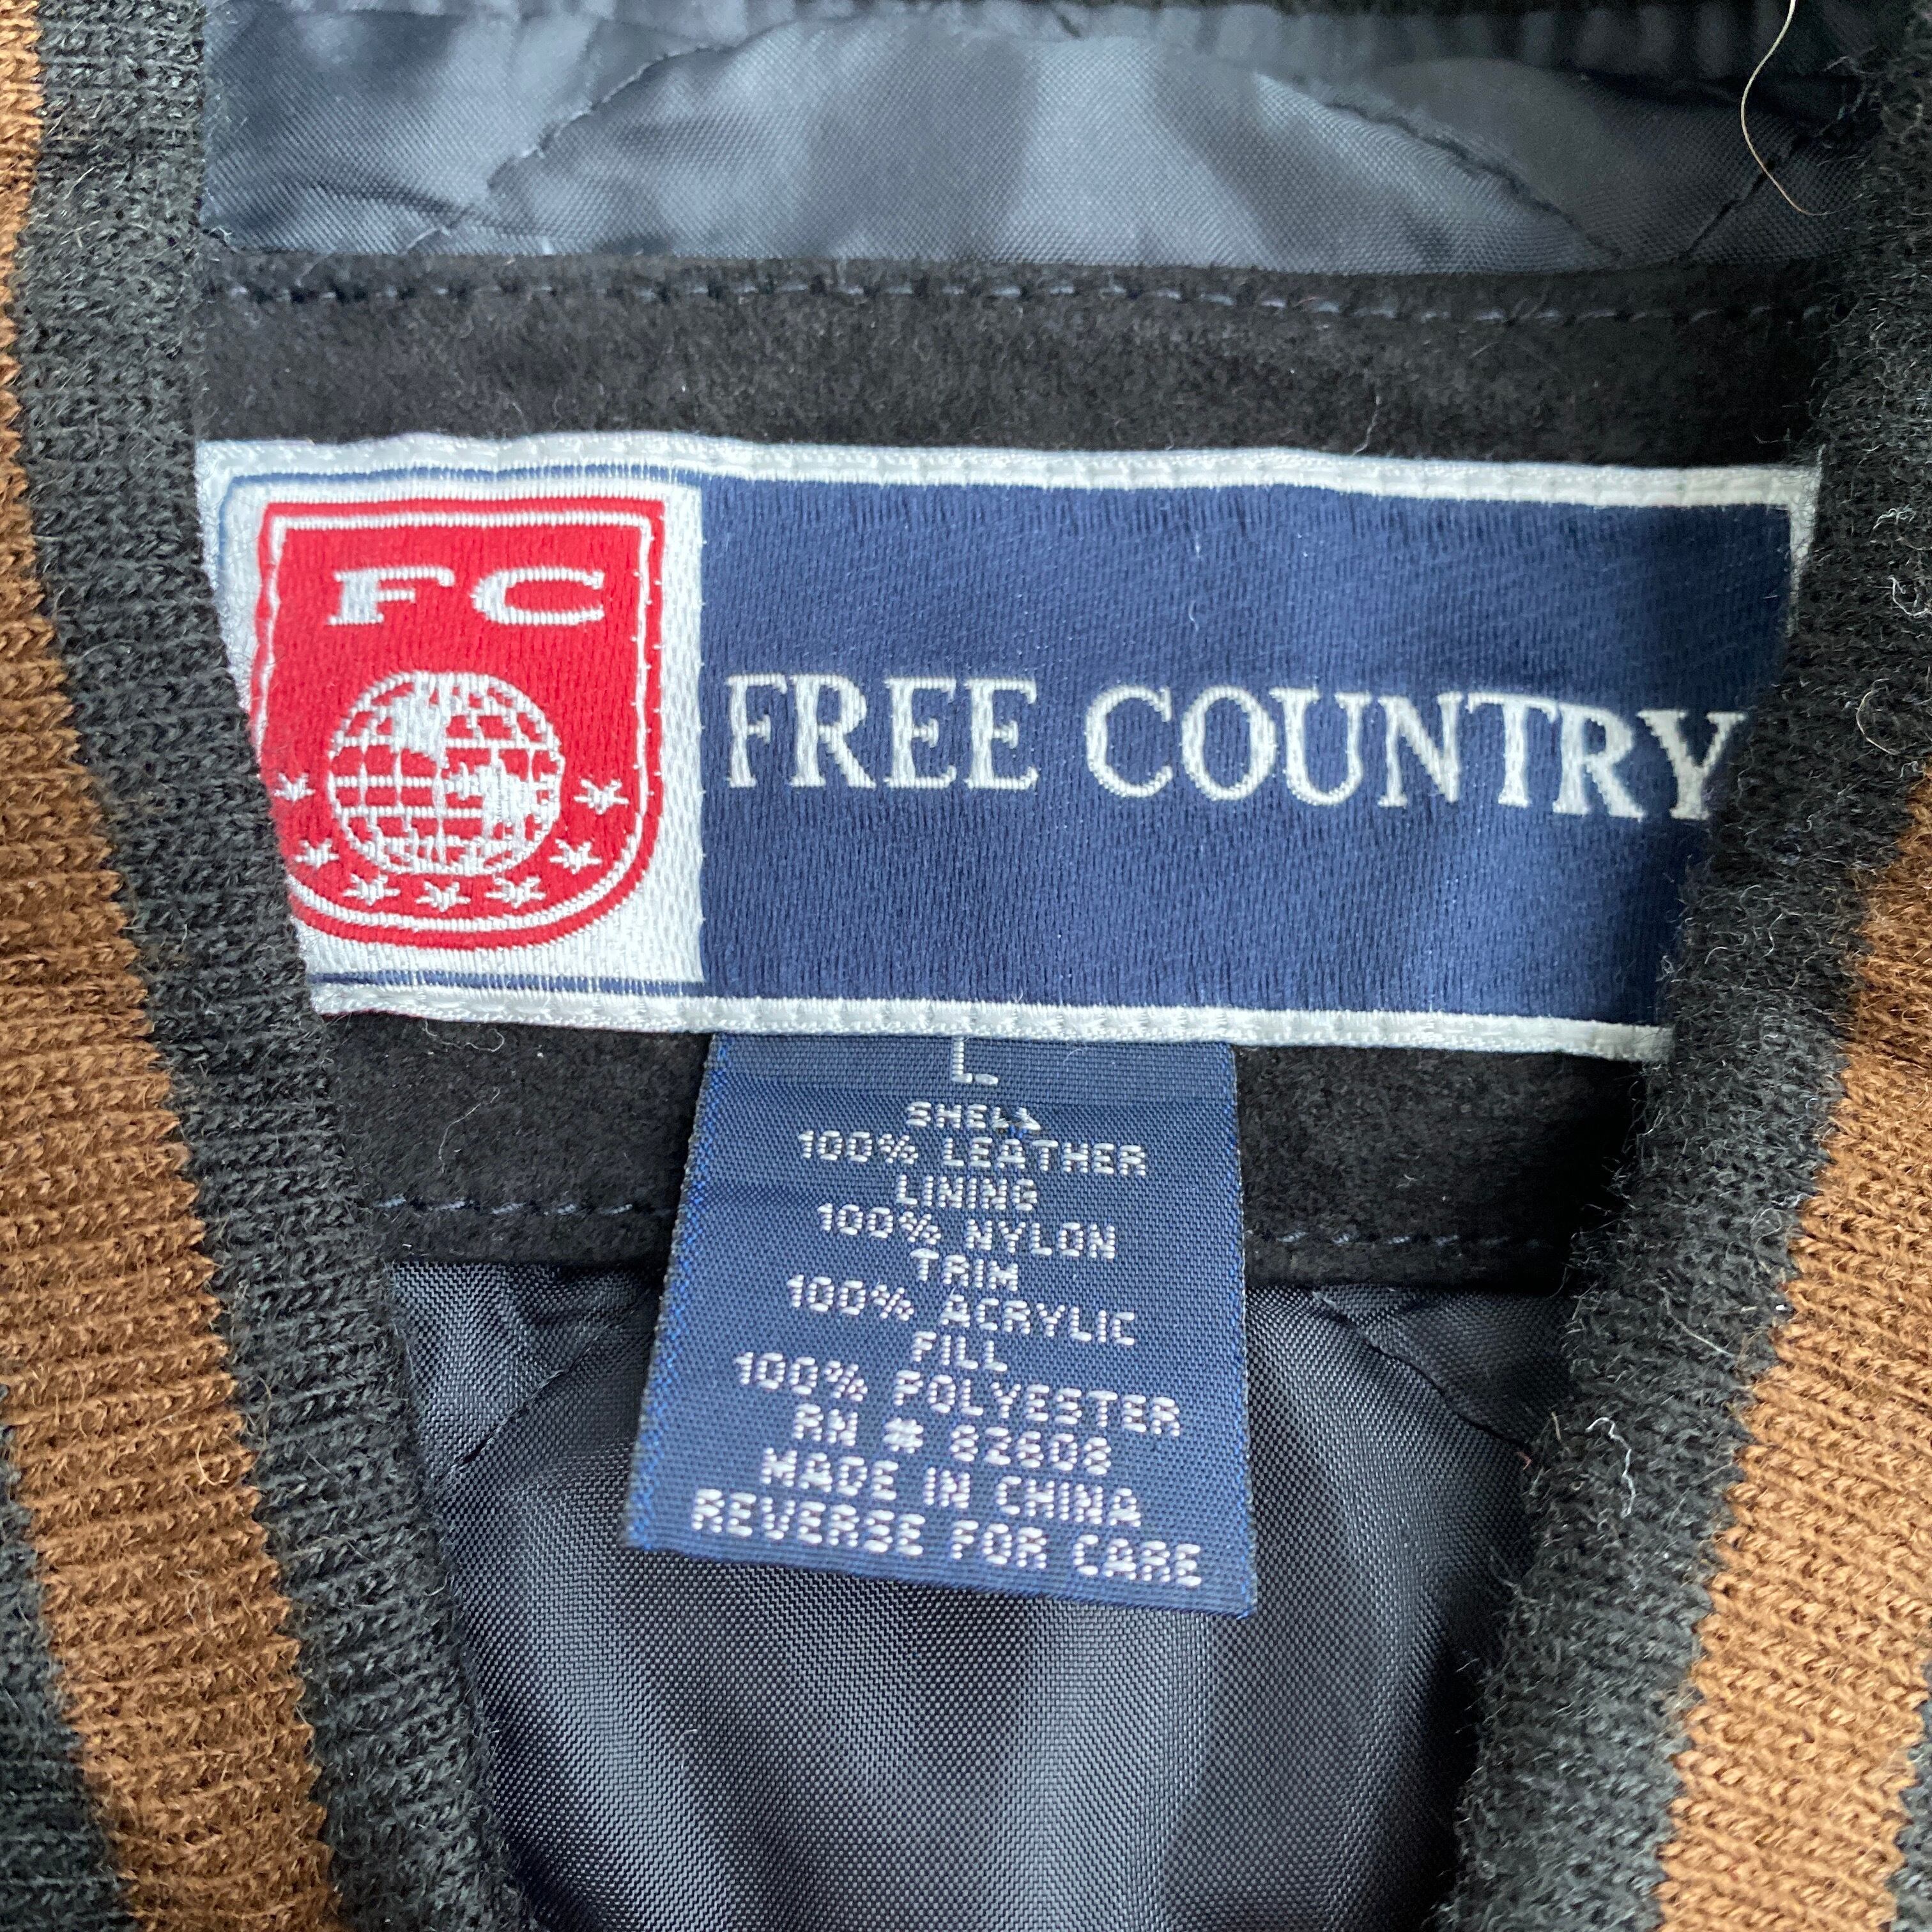 FC
FREE COUNTRY
L
SHELL
100% LEATHER
LINING
100% NYLON
TRIM
100% ACRYLIC
FILL
100% POLYESTER
RN # 82608
MADE IN CHINA
REVERSE FOR CARE